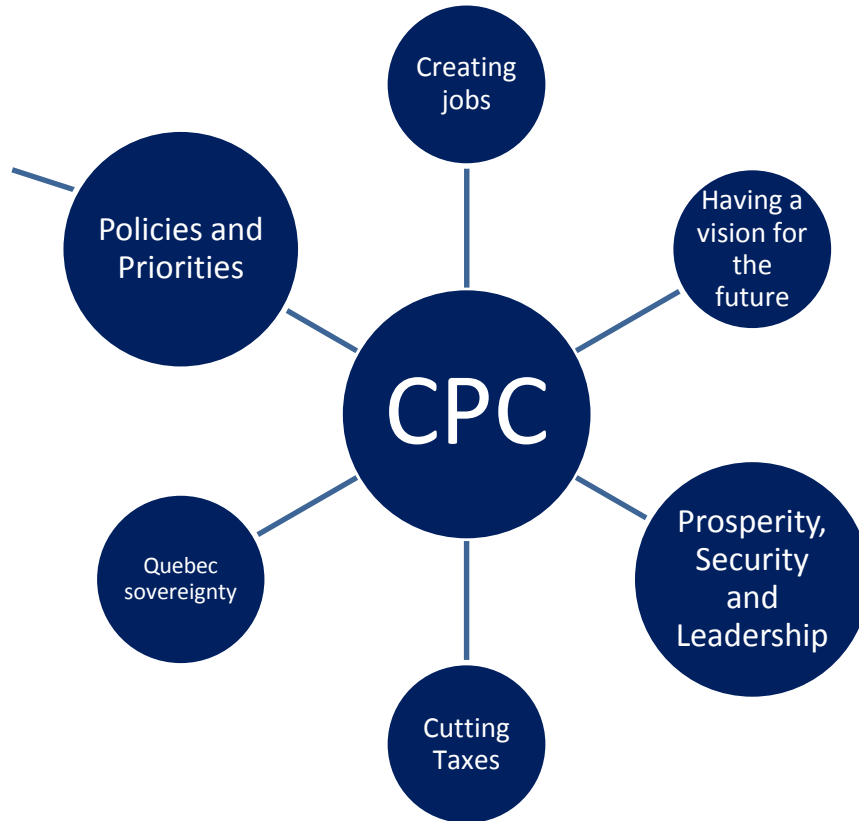 Creating
jobs
Policies and
Priorities
Having a
vision for
the
future
CPC
Quebec
sovereignty
Prosperity,
Security
and
Leadership
Cutting
Taxes